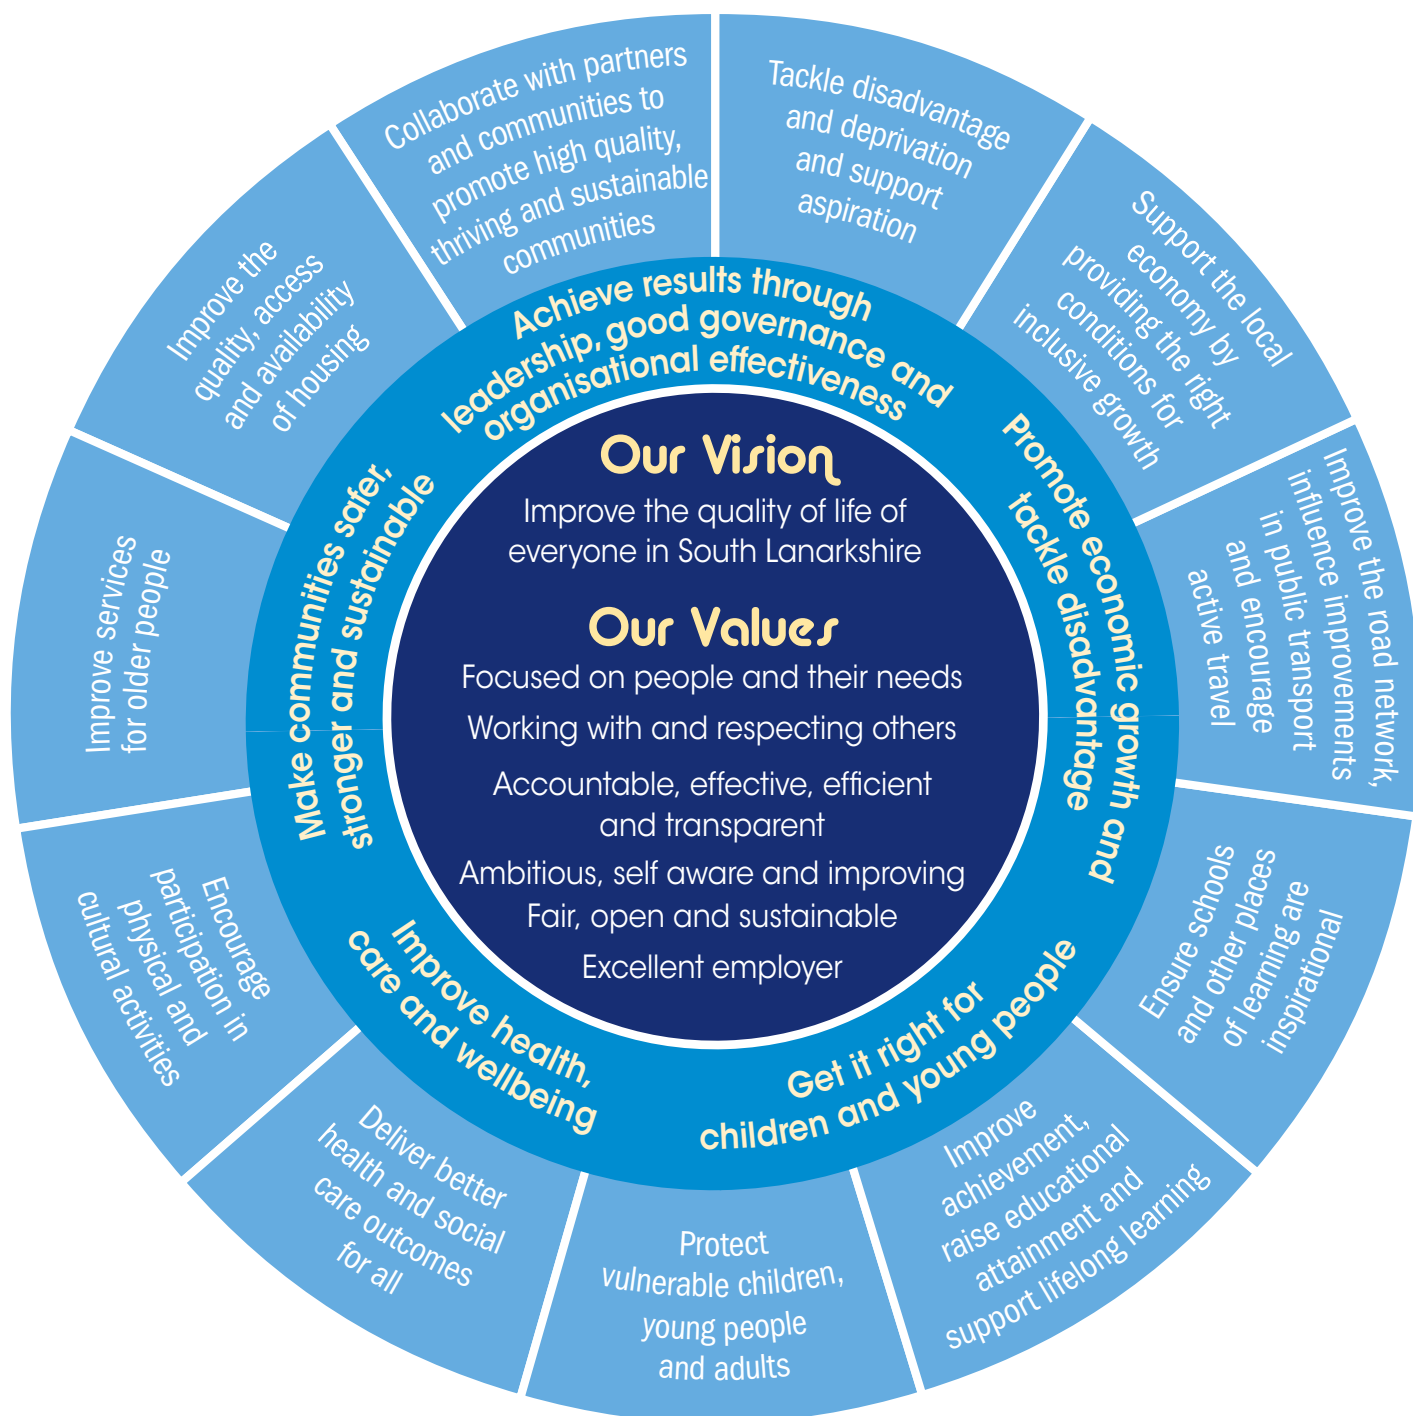 Our Vision
Improve the quality of life of
everyone in South Lanarkshire
Our Values
Focused on people and their needs
Working with and respecting others
Accountable, effective, efficient
and transparent
Ambitious, self aware and improving
Fair, open and sustainable
Excellent employer
Achieve results through
leadership, good governance and
organisational effectiveness
Promote economic growth and
tackle disadvantage
Get it right for
children and young people
Improve health,
care and wellbeing
Make communities safer,
stronger and sustainable
Tackle disadvantage
and deprivation
and support
aspiration
Support the local
economy by
providing the right
conditions for
inclusive growth
Improve the road network,
influence improvements
in public transport
and encourage
active travel
Ensure schools
and other places
of learning are
inspirational
Improve
achievement,
raise educational
attainment and
support lifelong learning
Protect
vulnerable children,
young people
and adults
Deliver better
health and social
care outcomes
for all
Encourage
participation in
physical and
cultural activities
Improve services
for older people
Improve the
quality, access
and availability
of housing
Collaborate with partners
and communities to
promote high quality,
thriving and sustainable
communities